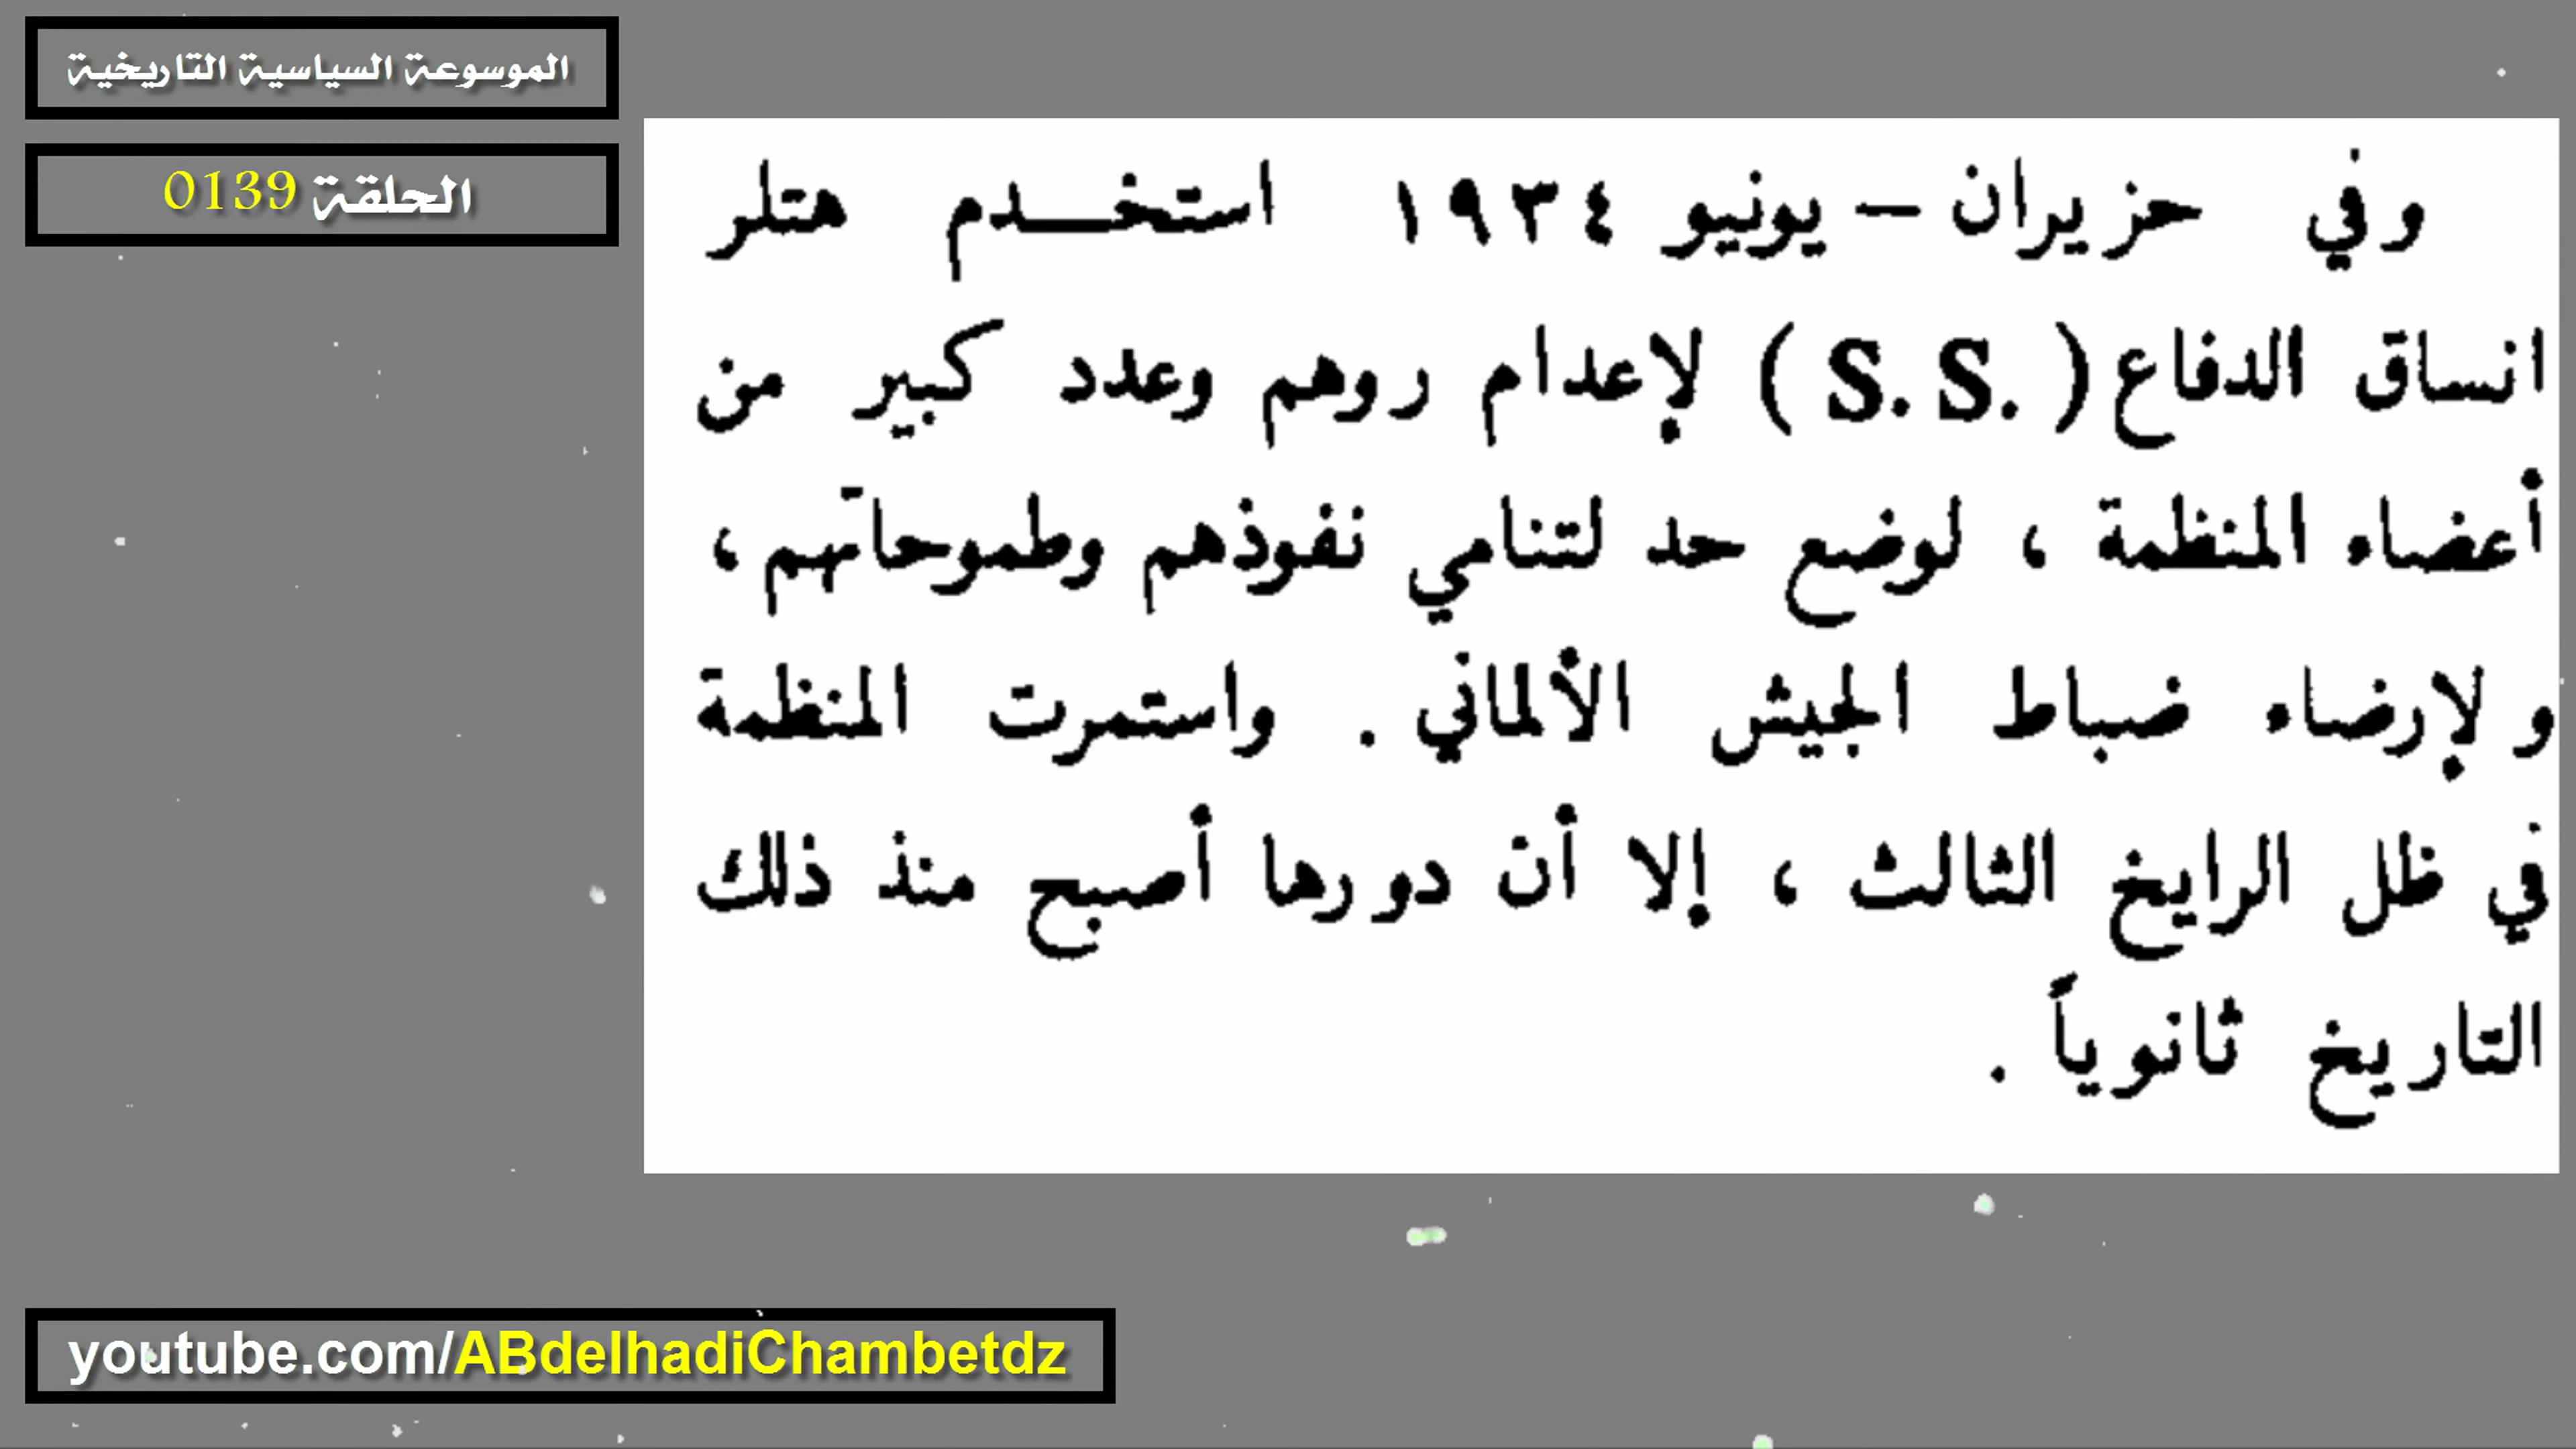 الموسوعة السياسية التاريخية
الحلقة 0139
وفي حزيران – يونيو ١٩٣٤ استخدم هتلر
انساق الدفاع ( S.S. ) لإعدام روهم وعدد كبير من
أعضاء المنظمة ، لوضع حد لتنامي نفوذهم وطموحاتهم ،
ولإرضاء ضباط الجيش الألماني . واستمرت المنظمة
في ظل الرايخ الثالث ، إلا أن دورها أصبح منذ ذلك
التاريخ ثانوياً .
youtube.com/ABdelhadiChambetdz